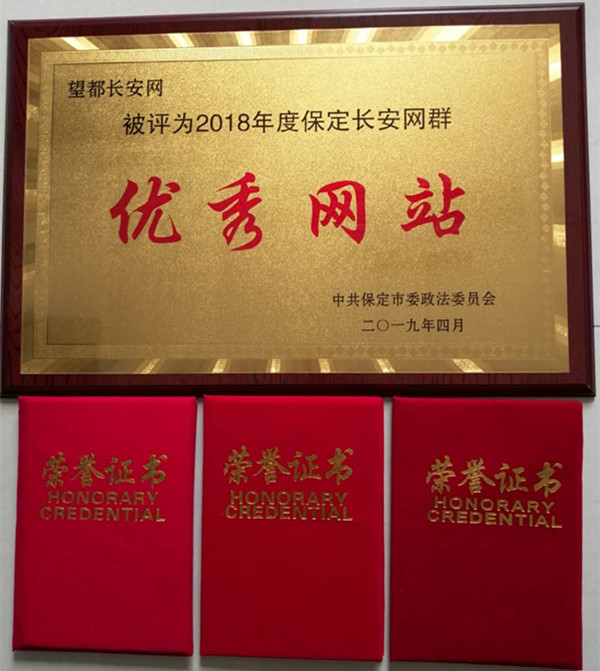 望都长安网
被评为2018年度保定长安网群
优秀网站
中共保定市委政法委员会
二〇一九年四月
荣誉证书
HONORARY
CREDENTIAL
荣誉证书
HONORARY
CREDENTIAL
荣誉证书
HONORARY
CREDENTIAL